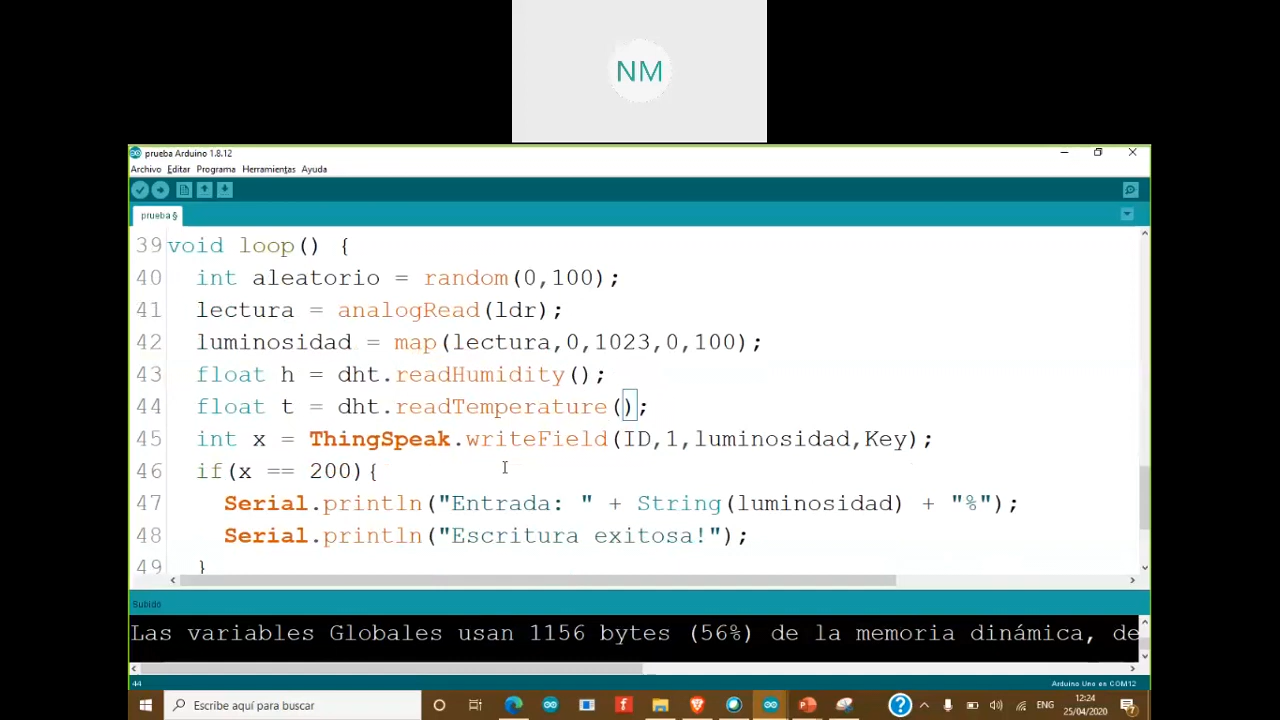 NM
prueba Arduino 1.8.12
Archivo Editar Programa Herramientas Ayuda
prueba §
39 void loop() {
40 int aleatorio = random(0,100);
41 lectura = analogRead(ldr);
42 luminosidad = map(lectura,0,1023,0,100);
43 float h = dht.readHumidity();
44 float t = dht.readTemperature();
45 int x = ThingSpeak.writeField(ID,1,luminosidad,Key);
46 if(x == 200){
47 Serial.println("Entrada: " + String(luminosidad) + "%");
48 Serial.println("Escritura exitosa!");
49 }
Subido
Las variables Globales usan 1156 bytes (56%) de la memoria dinámica, de
44 Arduino Uno en COM12
Escribe aquí para buscar
ENG
12:24
25/04/2020